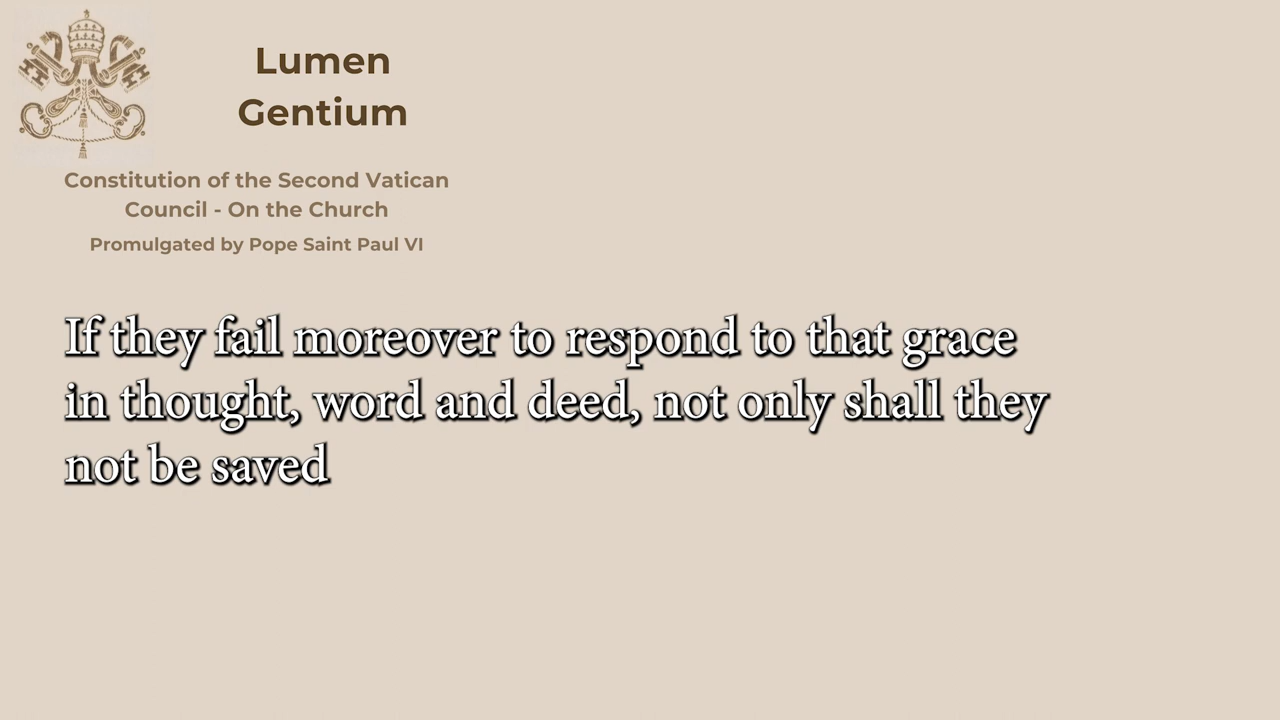 Lumen
Gentium
Constitution of the Second Vatican
Council - On the Church
Promulgated by Pope Saint Paul VI
If they fail moreover to respond to that grace
in thought, word and deed, not only shall they
not be saved